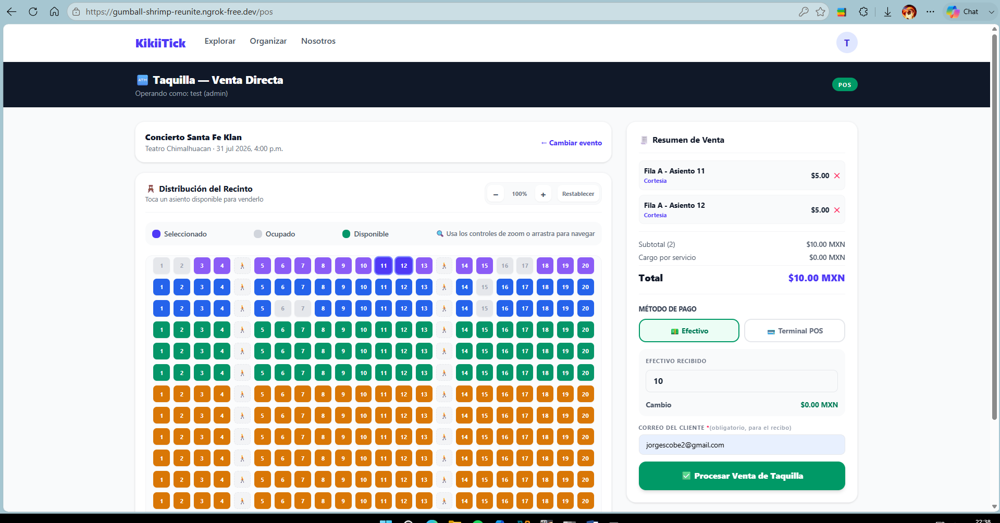 https://gumball-shrimp-reunite.ngrok-free.dev/pos
Chat
KikiiTick
Explorar
Organizar
Nosotros
T
ATM Taquilla — Venta Directa
Operando como: test (admin)
POS
Concierto Santa Fe Klan
Teatro Chimalhuacan · 31 jul 2026, 4:00 p.m.
← Cambiar evento
Distribución del Recinto
Toca un asiento disponible para venderlo
− 100% + Restablecer
Seleccionado
Ocupado
Disponible
Usa los controles de zoom o arrastra para navegar
1 2 3 4 5 6 7 8 9 10 11 12 13 14 15 16 17 18 19 20
1 2 3 4 5 6 7 8 9 10 11 12 13 14 15 16 17 18 19 20
1 2 3 4 5 6 7 8 9 10 11 12 13 14 15 16 17 18 19 20
1 2 3 4 5 6 7 8 9 10 11 12 13 14 15 16 17 18 19 20
1 2 3 4 5 6 7 8 9 10 11 12 13 14 15 16 17 18 19 20
1 2 3 4 5 6 7 8 9 10 11 12 13 14 15 16 17 18 19 20
1 2 3 4 5 6 7 8 9 10 11 12 13 14 15 16 17 18 19 20
1 2 3 4 5 6 7 8 9 10 11 12 13 14 15 16 17 18 19 20
1 2 3 4 5 6 7 8 9 10 11 12 13 14 15 16 17 18 19 20
1 2 3 4 5 6 7 8 9 10 11 12 13 14 15 16 17 18 19 20
1 2 3 4 5 6 7 8 9 10 11 12 13 14 15 16 17 18 19 20
1 2 3 4 5 6 7 8 9 10 11 12 13 14 15 16 17 18 19 20
Resumen de Venta
Fila A - Asiento 11
Cortesia
$5.00
Fila A - Asiento 12
Cortesia
$5.00
Subtotal (2) $10.00 MXN
Cargo por servicio $0.00 MXN
Total $10.00 MXN
MÉTODO DE PAGO
Efectivo
Terminal POS
EFECTIVO RECIBIDO
10
Cambio $0.00 MXN
CORREO DEL CLIENTE *(obligatorio, para el recibo)
jorgescobe2@gmail.com
Procesar Venta de Taquilla
22:38